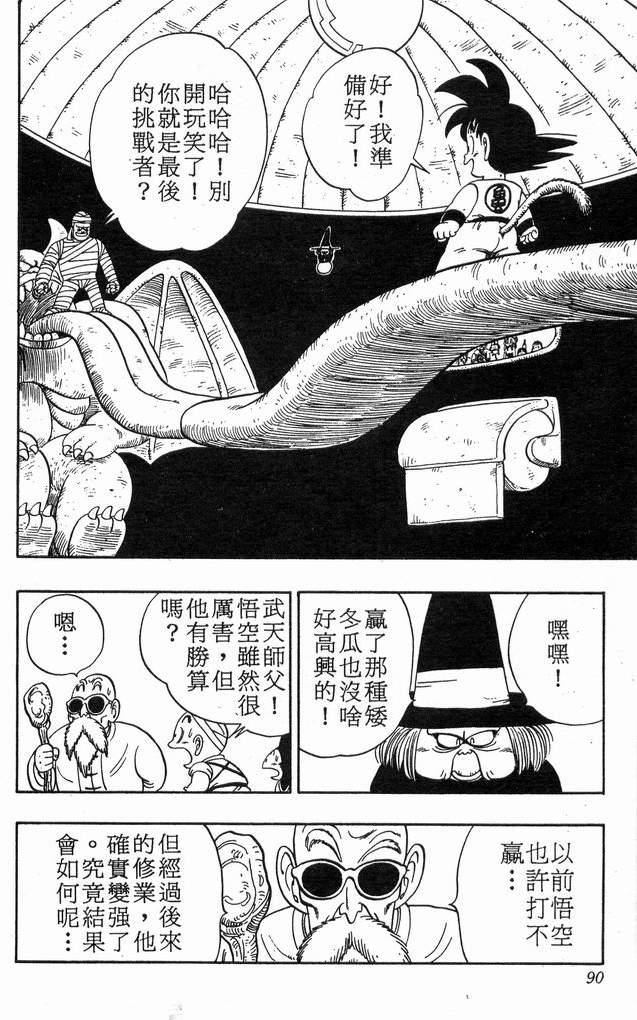 好！我準
備好了！
哈哈哈！別
開玩笑了！
你就是最後
的挑戰者？
龜
嘿嘿！
贏了那種矮
冬瓜也沒啥
好高興的！
武天師父！
悟空雖然很
厲害，但
他有勝算
嗎？
嗯…
以前悟空
也許打不
贏…
但經過後來
的修業，他
確實變强了
。究竟結果
會如何呢…
90